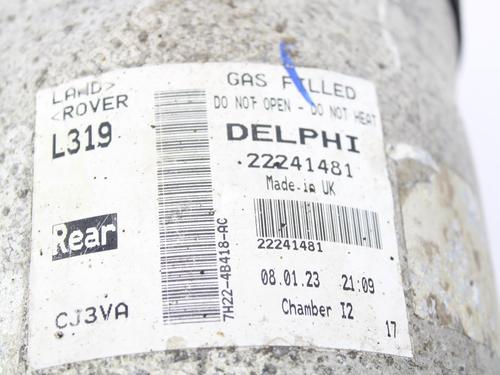 LAND>
<ROVER
L319
Rear
CJ3VA
7H22-4B418-AC
GAS FILLED
DO NOT OPEN - DO NOT HEAT
DELPHI
22241481
Made in UK
22241481
08.01.23 21:09
Chamber I2
17